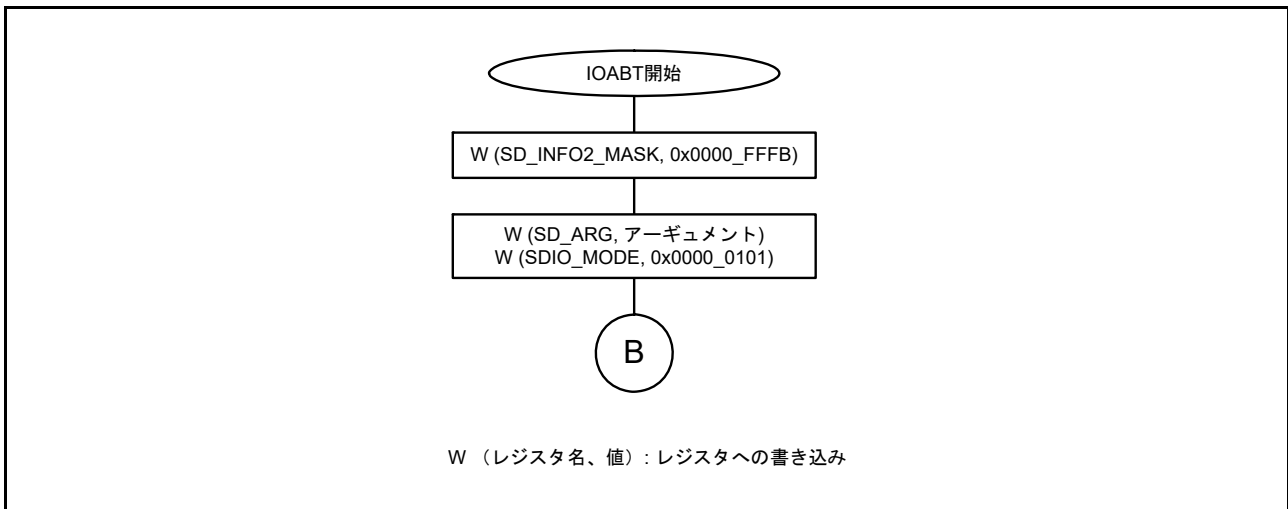 IOABT開始
W (SD_INFO2_MASK, 0x0000_FFFB)
W (SD_ARG, アーギュメント)
W (SDIO_MODE, 0x0000_0101)
B
W （レジスタ名、値）: レジスタへの書き込み